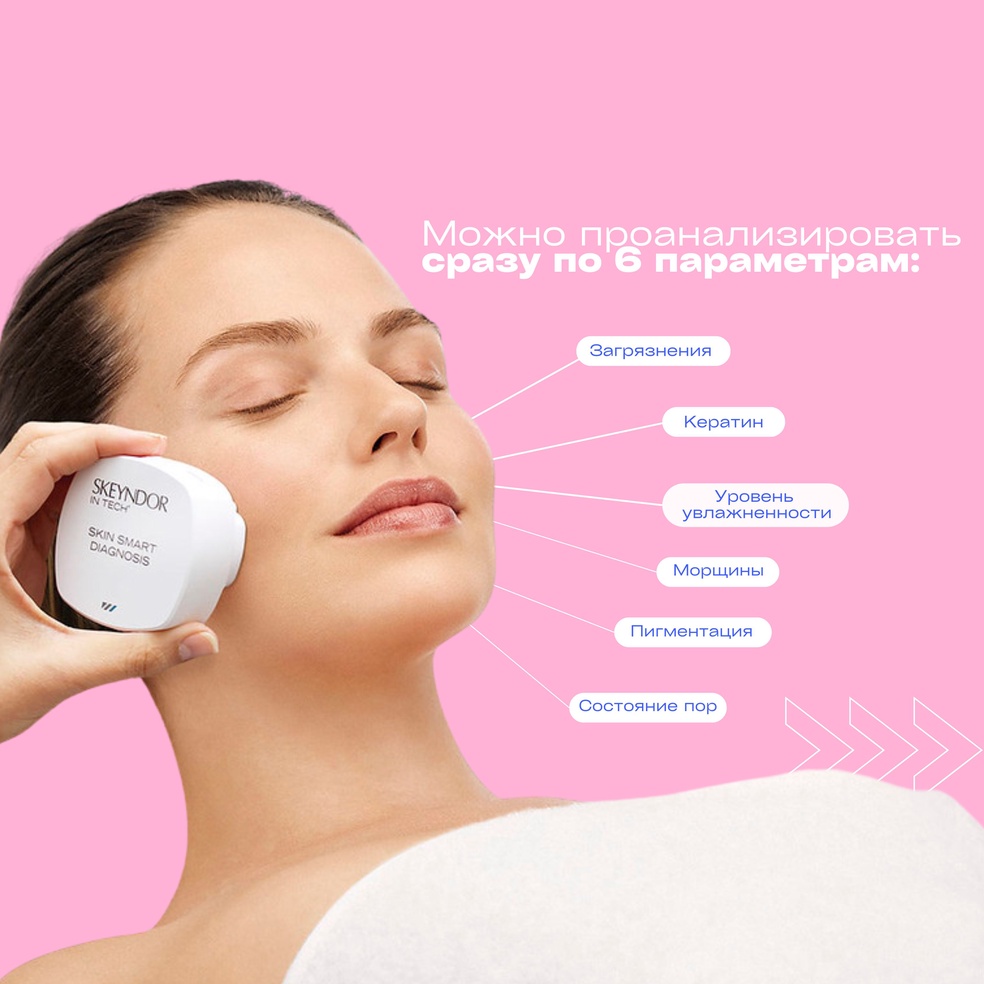 Можно проанализировать
сразу по 6 параметрам:
Загрязнения
Кератин
Уровень
увлажненности
Морщины
Пигментация
Состояние пор
SKEYNDOR
IN TECH®
SKIN SMART
DIAGNOSIS